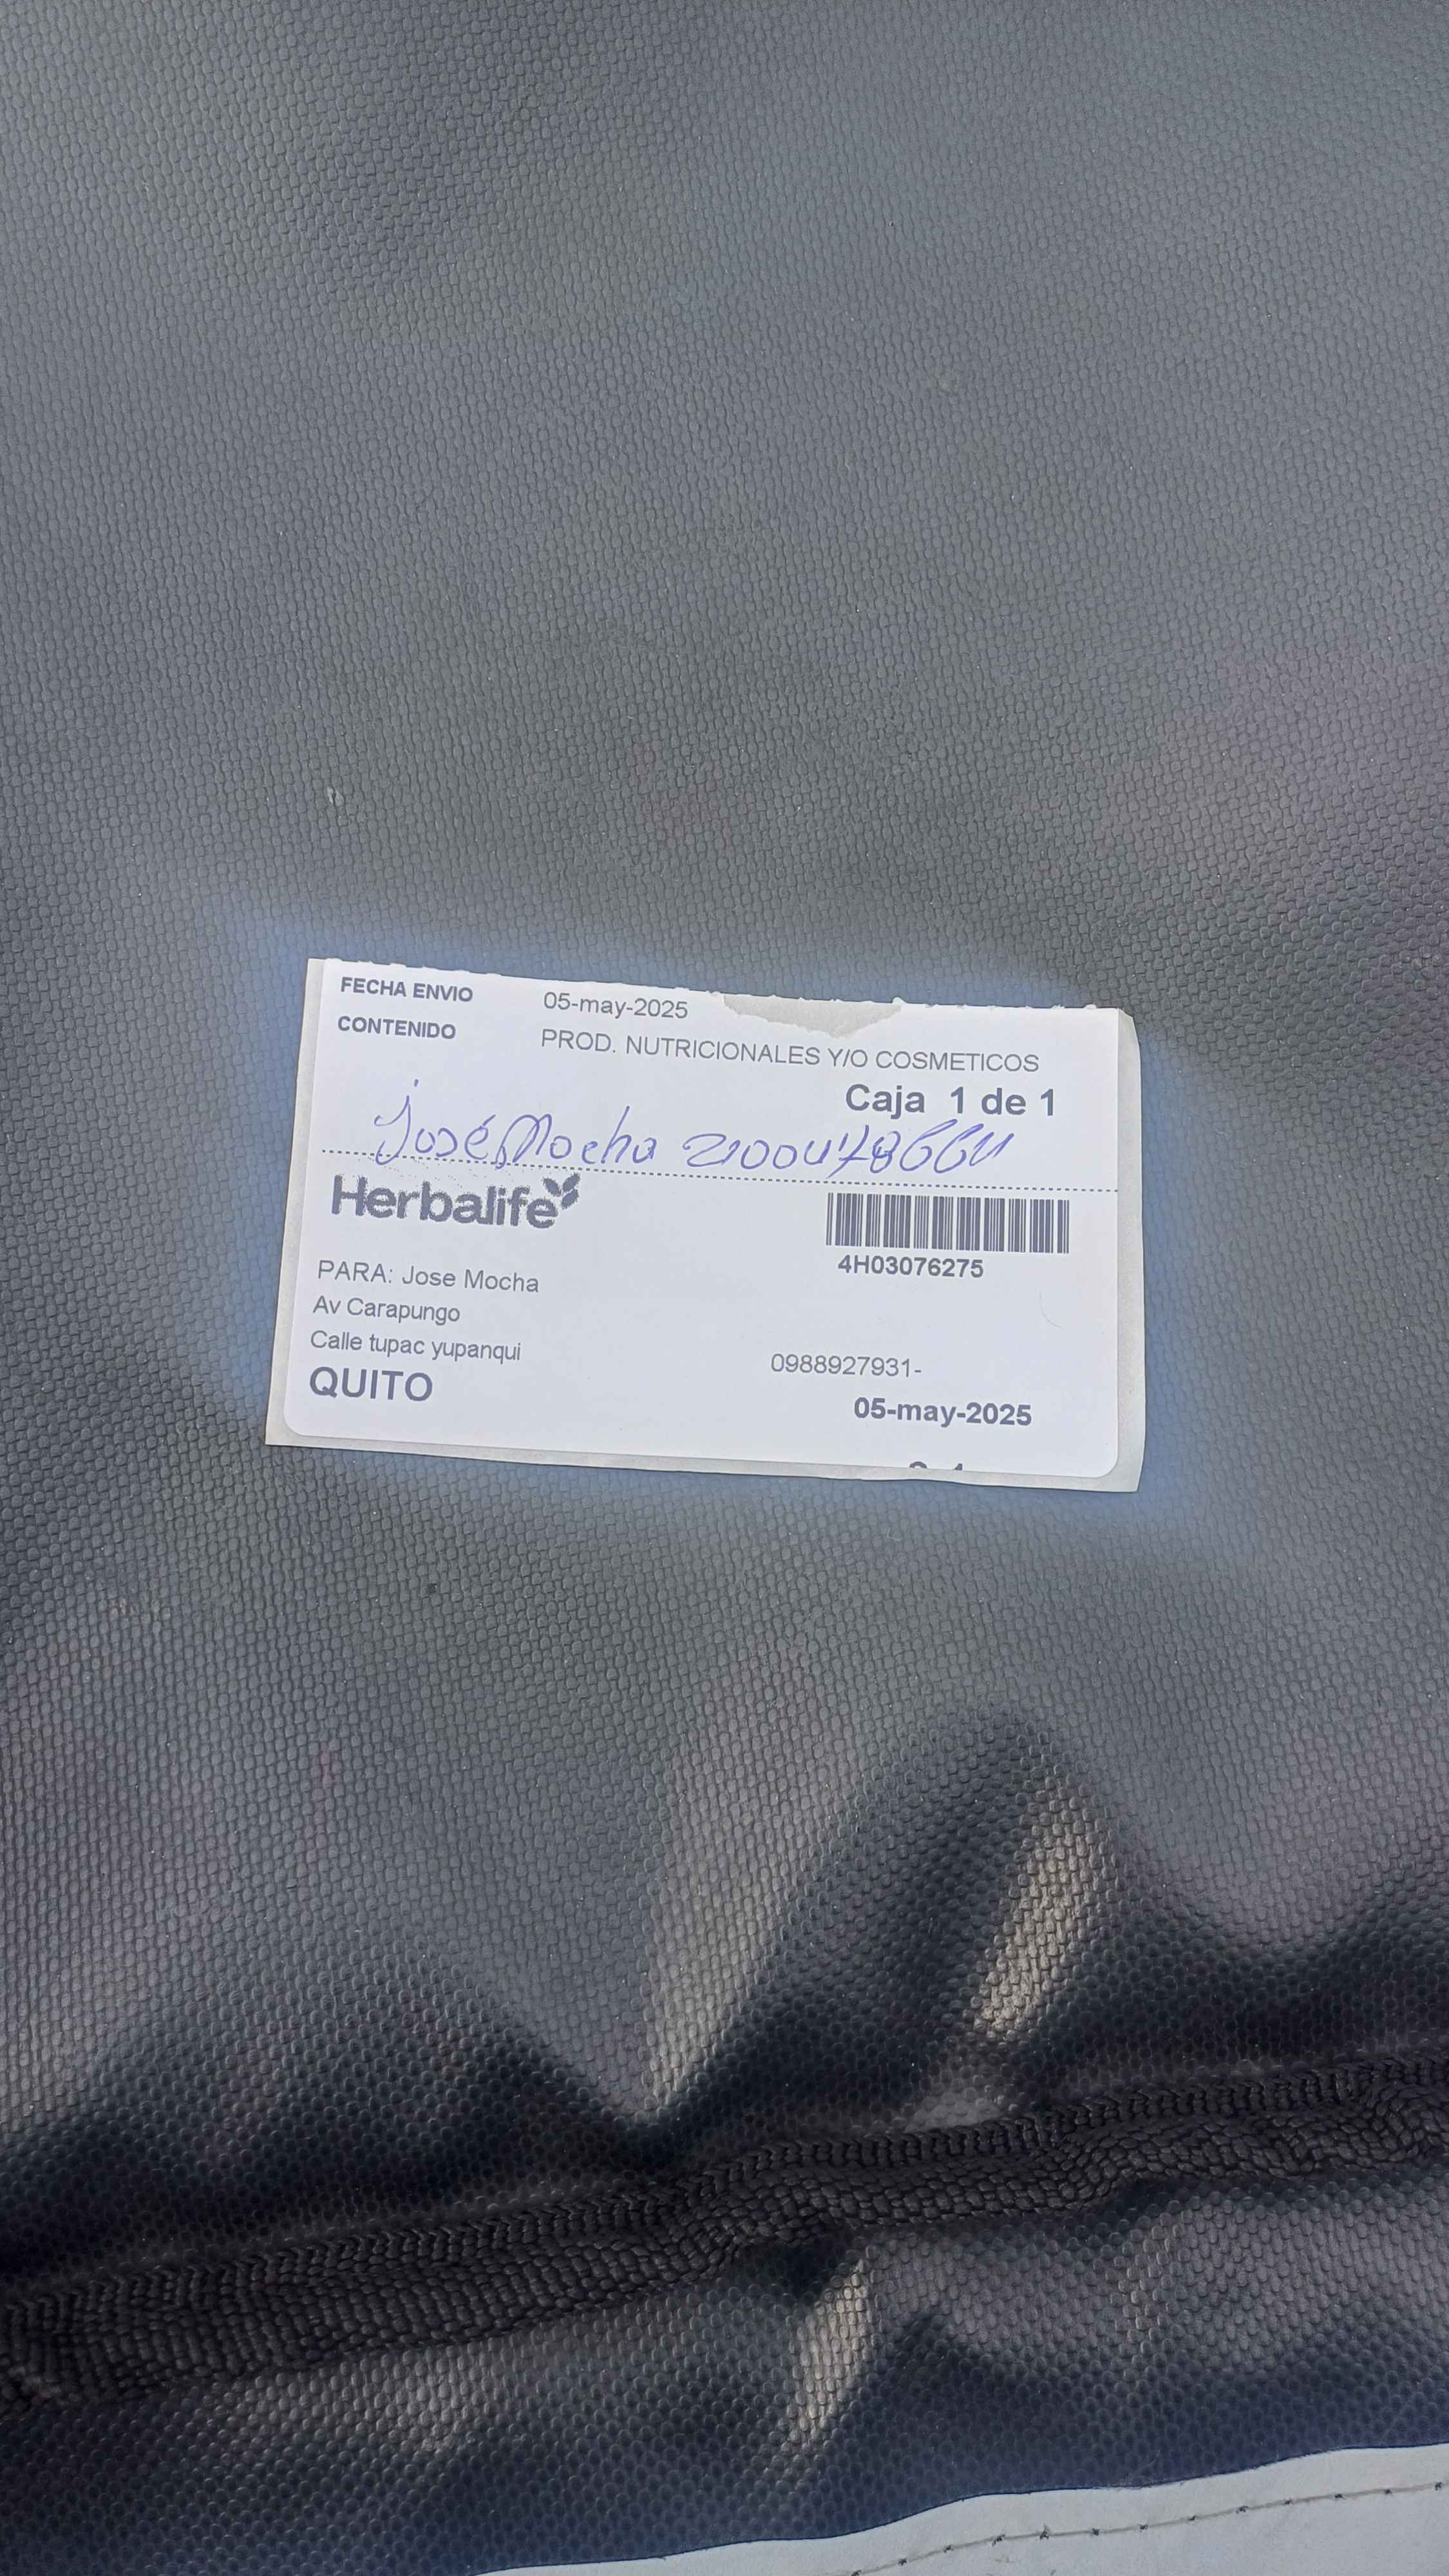 FECHA ENVIO 05-may-2025
CONTENIDO PROD. NUTRICIONALES Y/O COSMETICOS
Caja 1 de 1
José Mocha
Herbalife
4H03076275
PARA: Jose Mocha
Av Carapungo
Calle tupac yupanqui
0988927931-
QUITO
05-may-2025